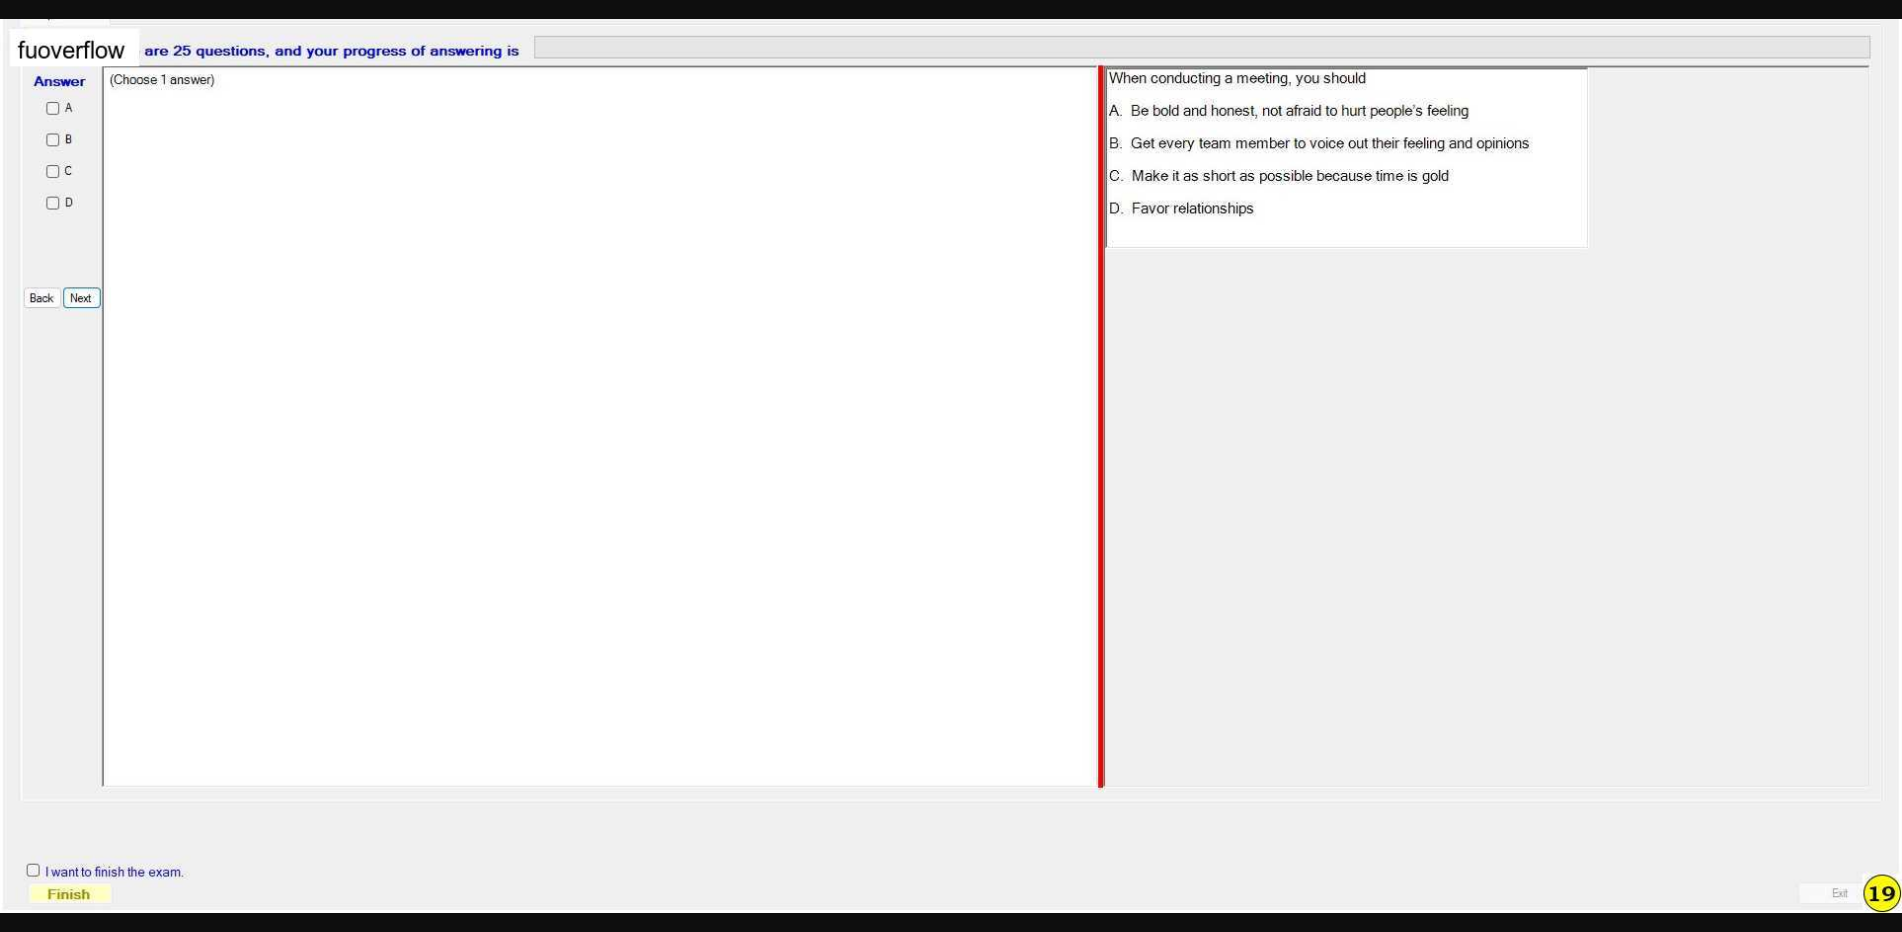 fuoverflow are 25 questions, and your progress of answering is
Answer
(Choose 1 answer)
A
B
C
D
Back Next
When conducting a meeting, you should
A. Be bold and honest, not afraid to hurt people's feeling
B. Get every team member to voice out their feeling and opinions
C. Make it as short as possible because time is gold
D. Favor relationships
I want to finish the exam.
Finish
Exit
19